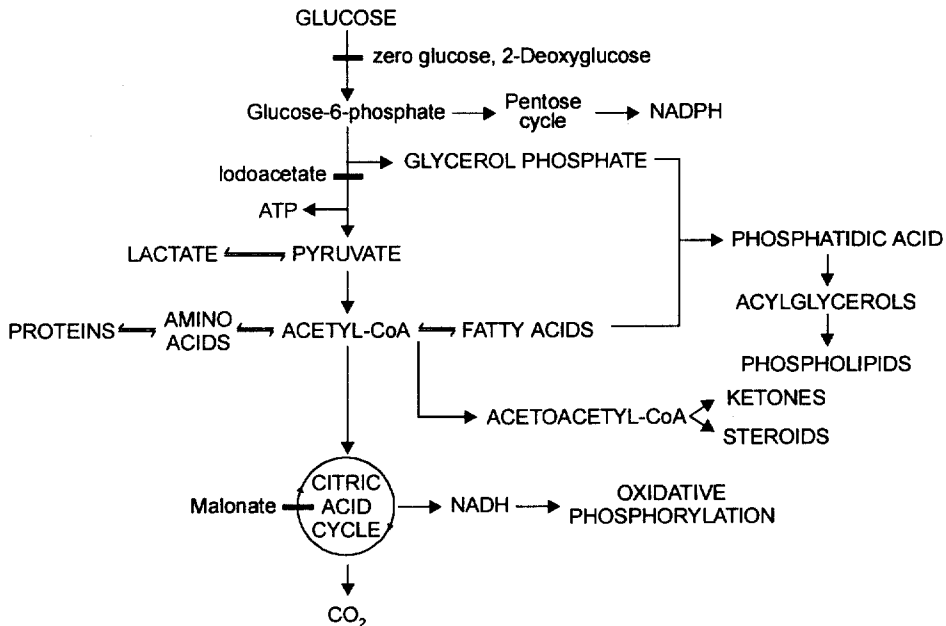 GLUCOSE
zero glucose, 2-Deoxyglucose
Glucose-6-phosphate
Pentose
cycle
NADPH
GLYCEROL PHOSPHATE
Iodoacetate
ATP
PHOSPHATIDIC ACID
LACTATE
PYRUVATE
ACYLGLYCEROLS
PROTEINS
AMINO
ACIDS
ACETYL-CoA
FATTY ACIDS
PHOSPHOLIPIDS
KETONES
ACETOACETYL-CoA
STEROIDS
Malonate
CITRIC
ACID
CYCLE
NADH
OXIDATIVE
PHOSPHORYLATION
CO₂